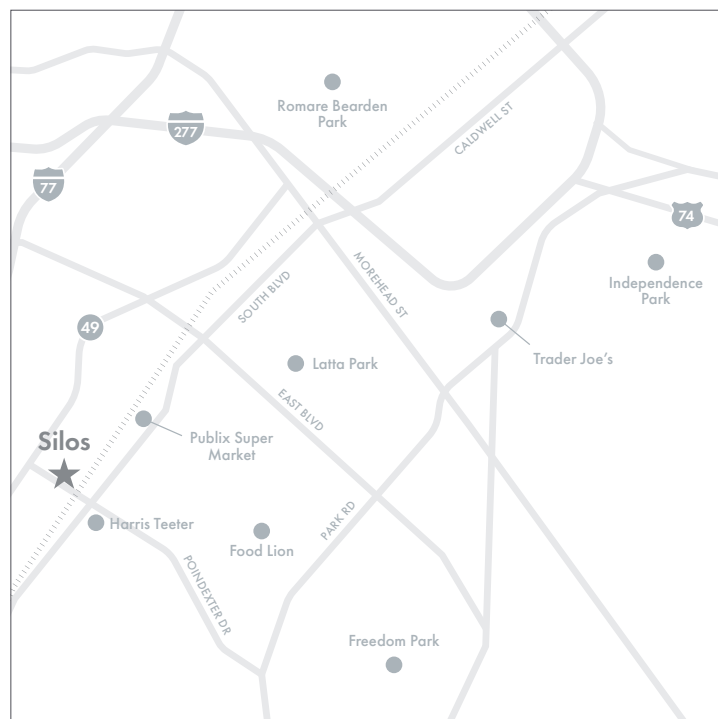 Romare Bearden
Park
277
CALDWELL ST
77
74
Independence
Park
SOUTH BLVD
MOREHEAD ST
49
Latta Park
Trader Joe’s
EAST BLVD
Silos
Publix Super
Market
Harris Teeter
PARK RD
Food Lion
POINDEXTER DR
Freedom Park